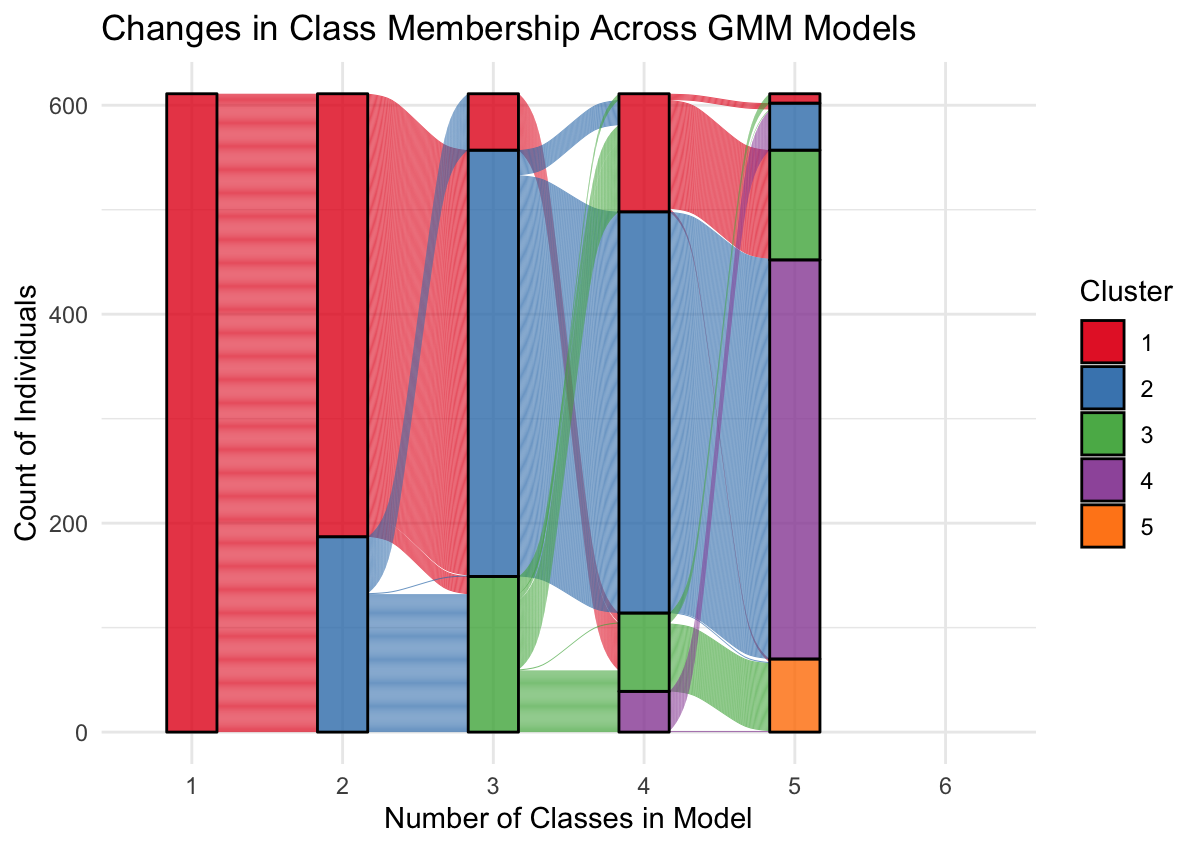 Changes in Class Membership Across GMM Models
Count of Individuals
600
400
200
0
1 2 3 4 5 6
Number of Classes in Model
Cluster
1
2
3
4
5